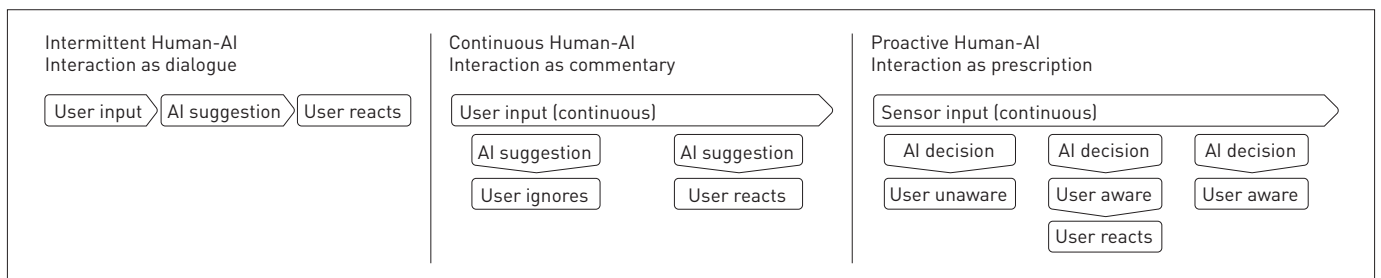 Intermittent Human-AI
Interaction as dialogue
User input
AI suggestion
User reacts
Continuous Human-AI
Interaction as commentary
User input (continuous)
AI suggestion
AI suggestion
User ignores
User reacts
Proactive Human-AI
Interaction as prescription
Sensor input (continuous)
AI decision
AI decision
AI decision
User unaware
User aware
User aware
User reacts